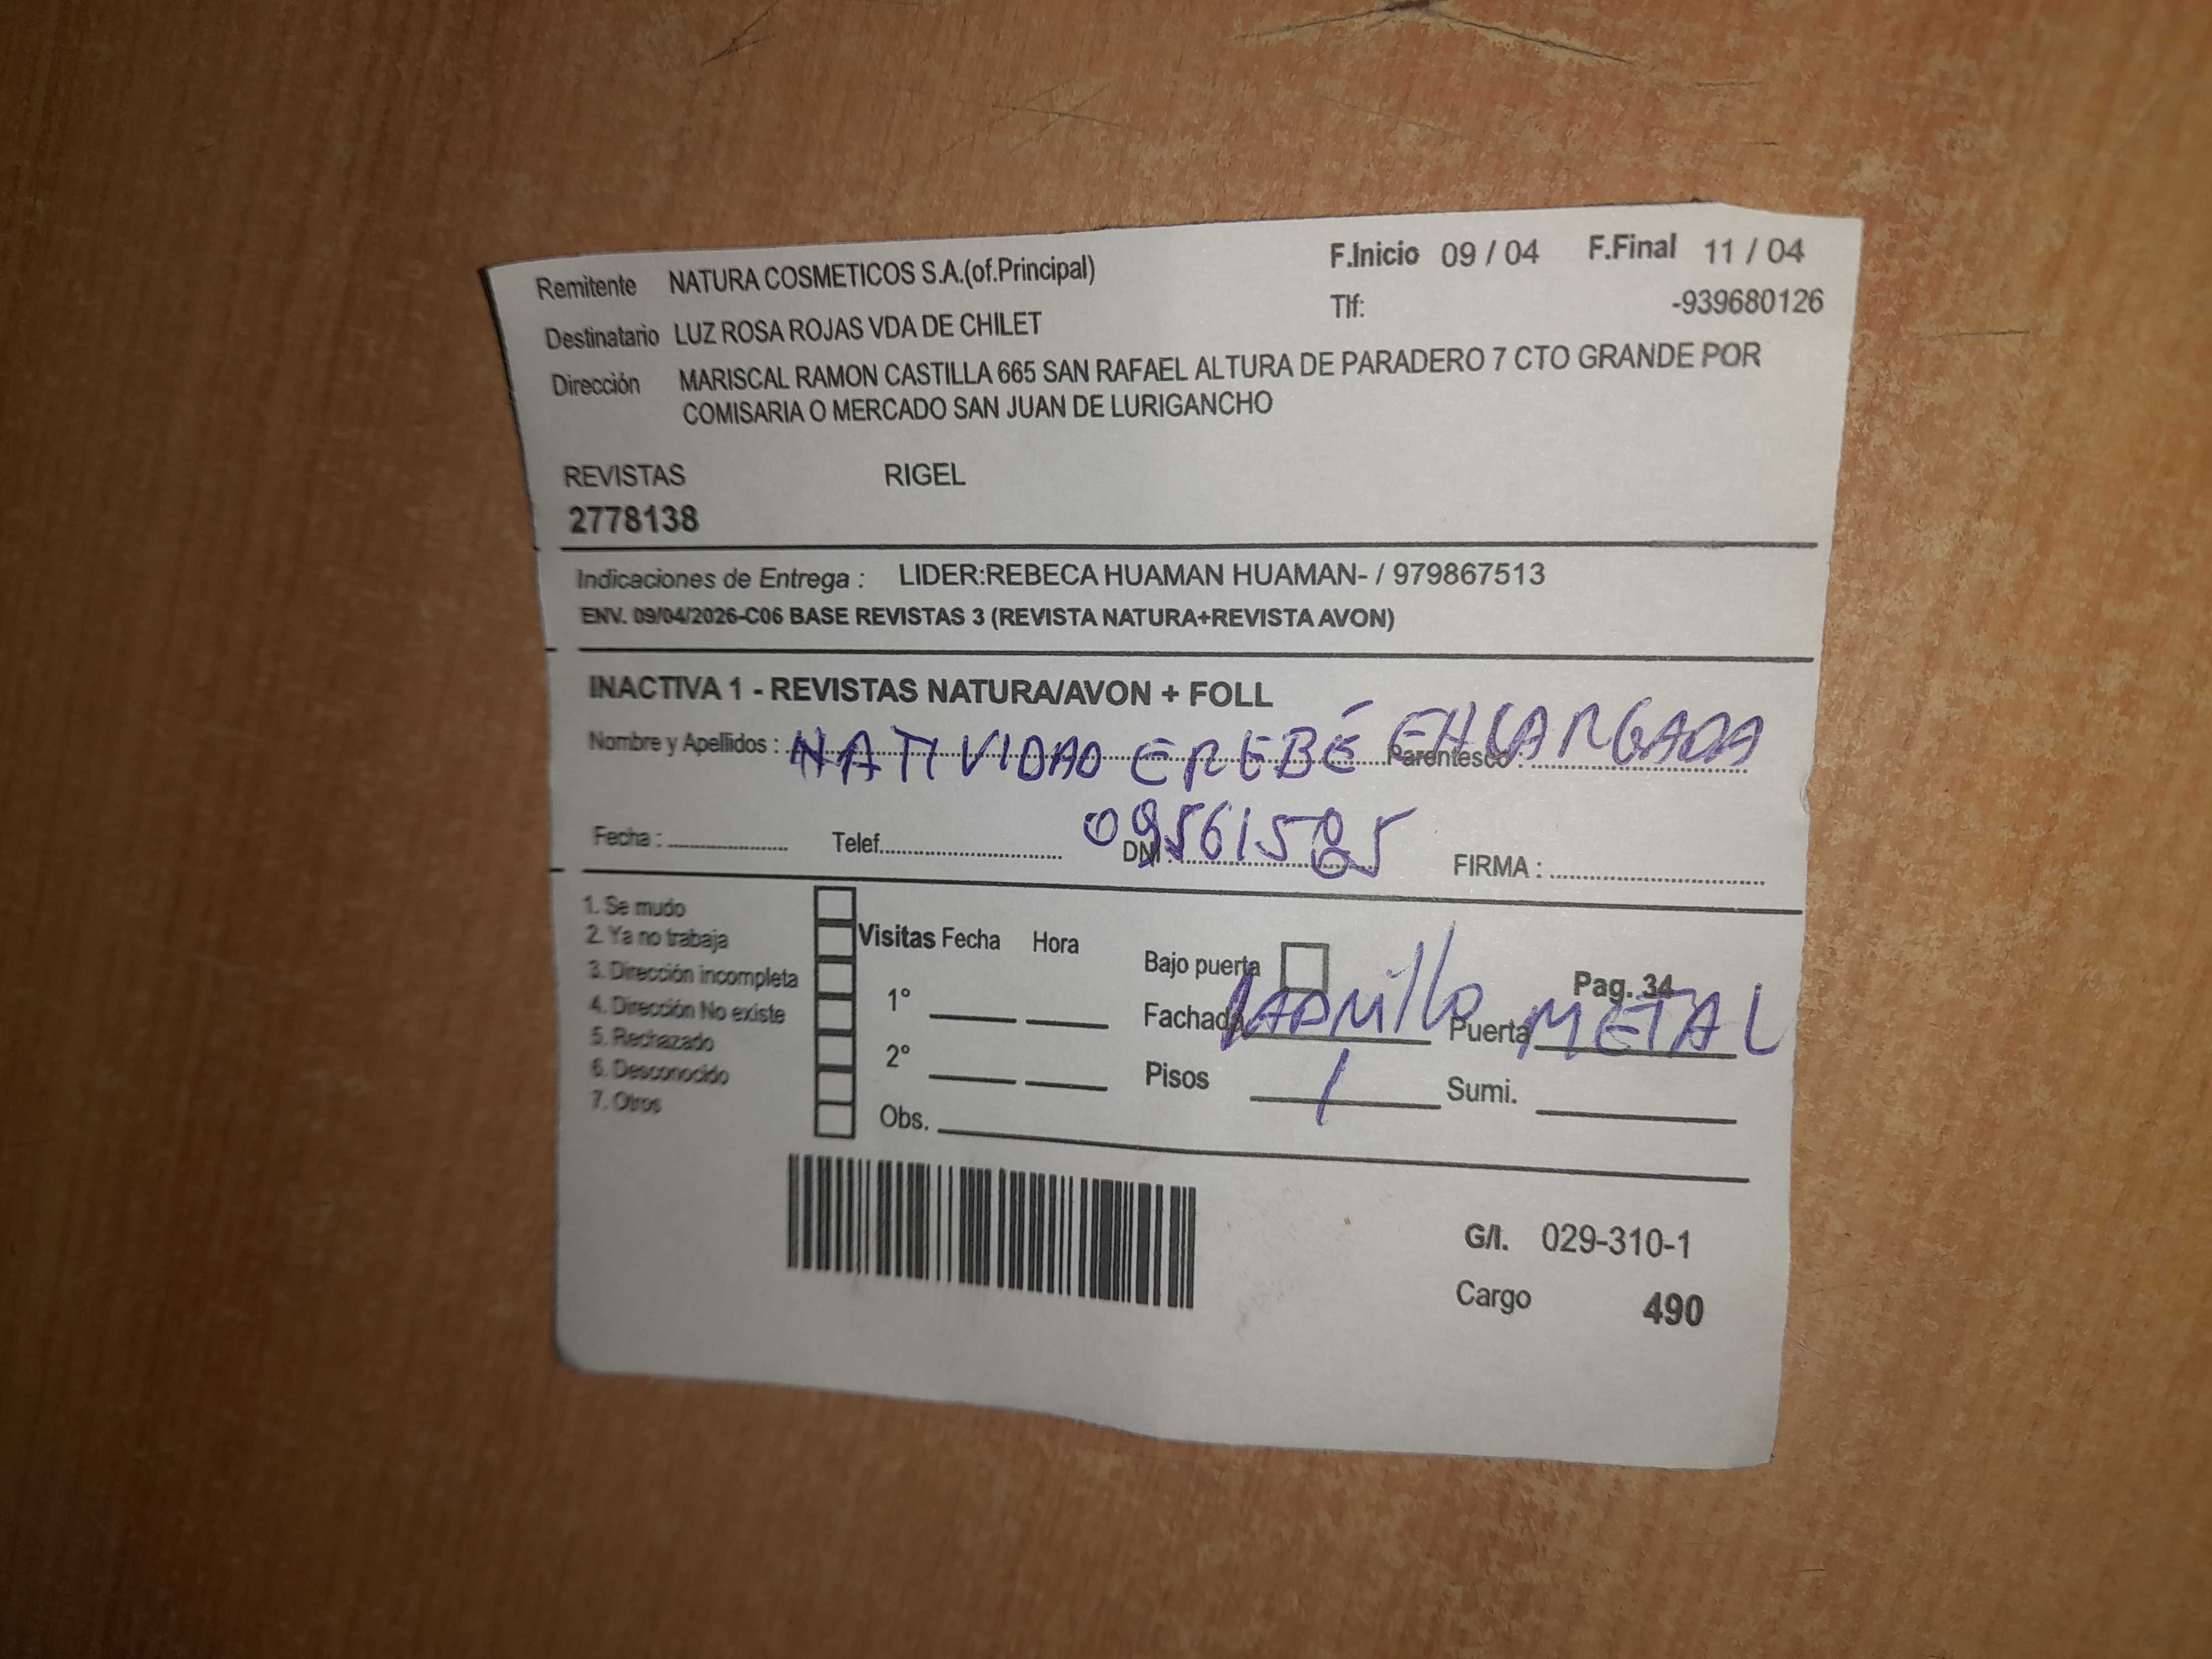 Remitente NATURA COSMETICOS S.A.(of.Principal) F.Inicio 09 / 04 F.Final 11 / 04
Destinatario LUZ ROSA ROJAS VDA DE CHILET Tlf: -939680126
Dirección MARISCAL RAMON CASTILLA 665 SAN RAFAEL ALTURA DE PARADERO 7 CTO GRANDE POR
COMISARIA O MERCADO SAN JUAN DE LURIGANCHO
REVISTAS RIGEL
2778138
Indicaciones de Entrega : LIDER:REBECA HUAMAN HUAMAN- / 979867513
ENV. 09/04/2026-C06 BASE REVISTAS 3 (REVISTA NATURA+REVISTA AVON)
INACTIVA 1 - REVISTAS NATURA/AVON + FOLL
Nombre y Apellidos : NATIVIDAD EREBÉ Parentesco : ENCARGADA
Fecha : Telef. DNI : 09561585 FIRMA :
1. Se mudo
2. Ya no trabaja Visitas Fecha Hora Bajo puerta
3. Dirección incompleta 1° Pag. 34
4. Dirección No existe Fachada LADRILLO Puerta METAL
5. Rechazado 2°
6. Desconocido Pisos 1 Sumi.
7. Otros Obs.
G/I. 029-310-1
Cargo 490